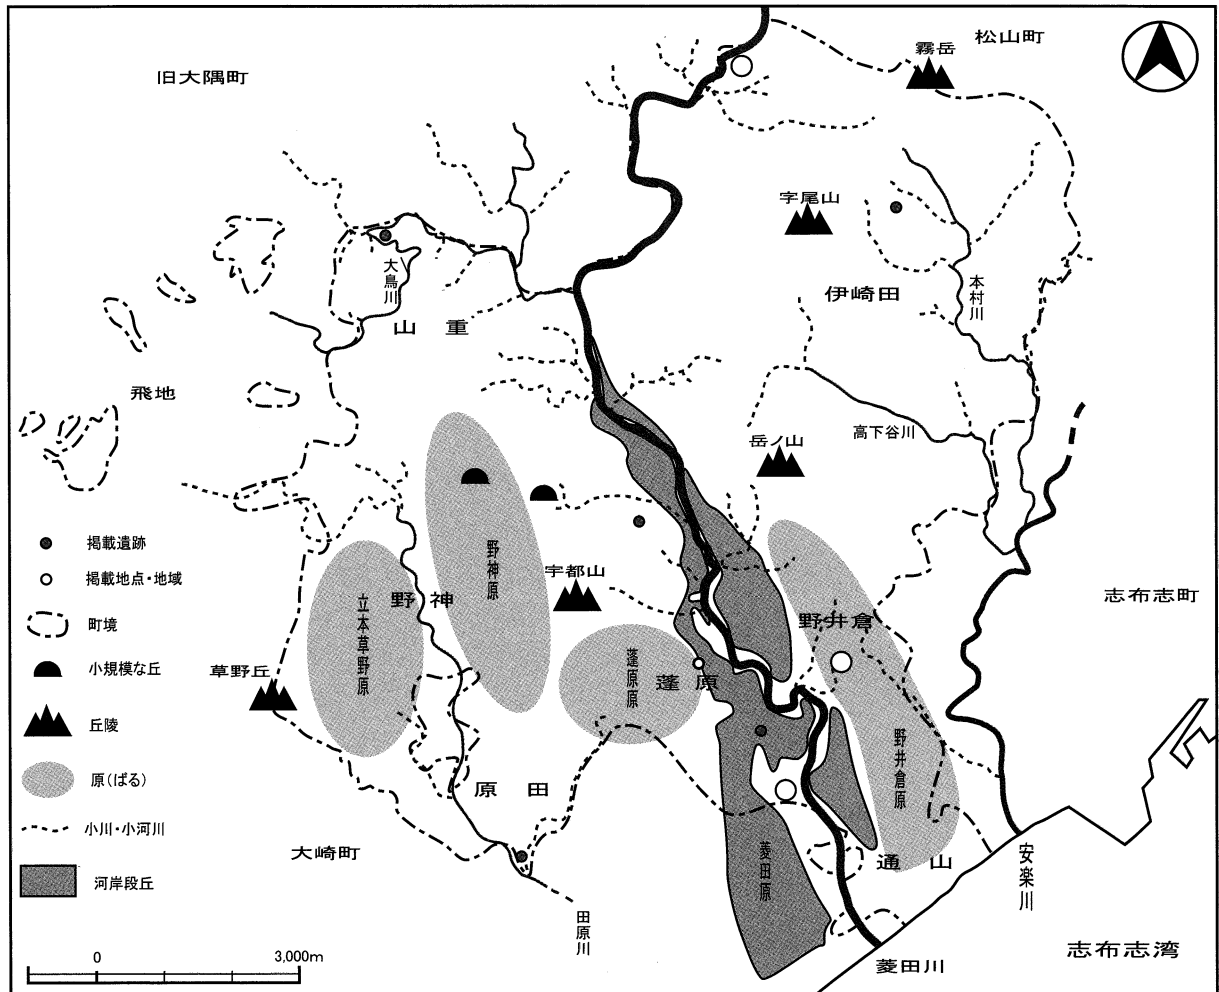 松山町
霧岳
旧大隅町
字尾山
大鳥川
本村川
伊崎田
山重
飛地
高下谷川
岳ノ山
掲載遺跡
掲載地点・地域
町境
小規模な丘
丘陵
原(ばる)
小川・小河川
河岸段丘
野神原
宇都山
野神
立本草野原
志布志町
野井倉
草野丘
蓬原原
蓬原
野井倉原
原田
大崎町
菱田原
通山
安楽川
田原川
志布志湾
菱田川
0
3,000m